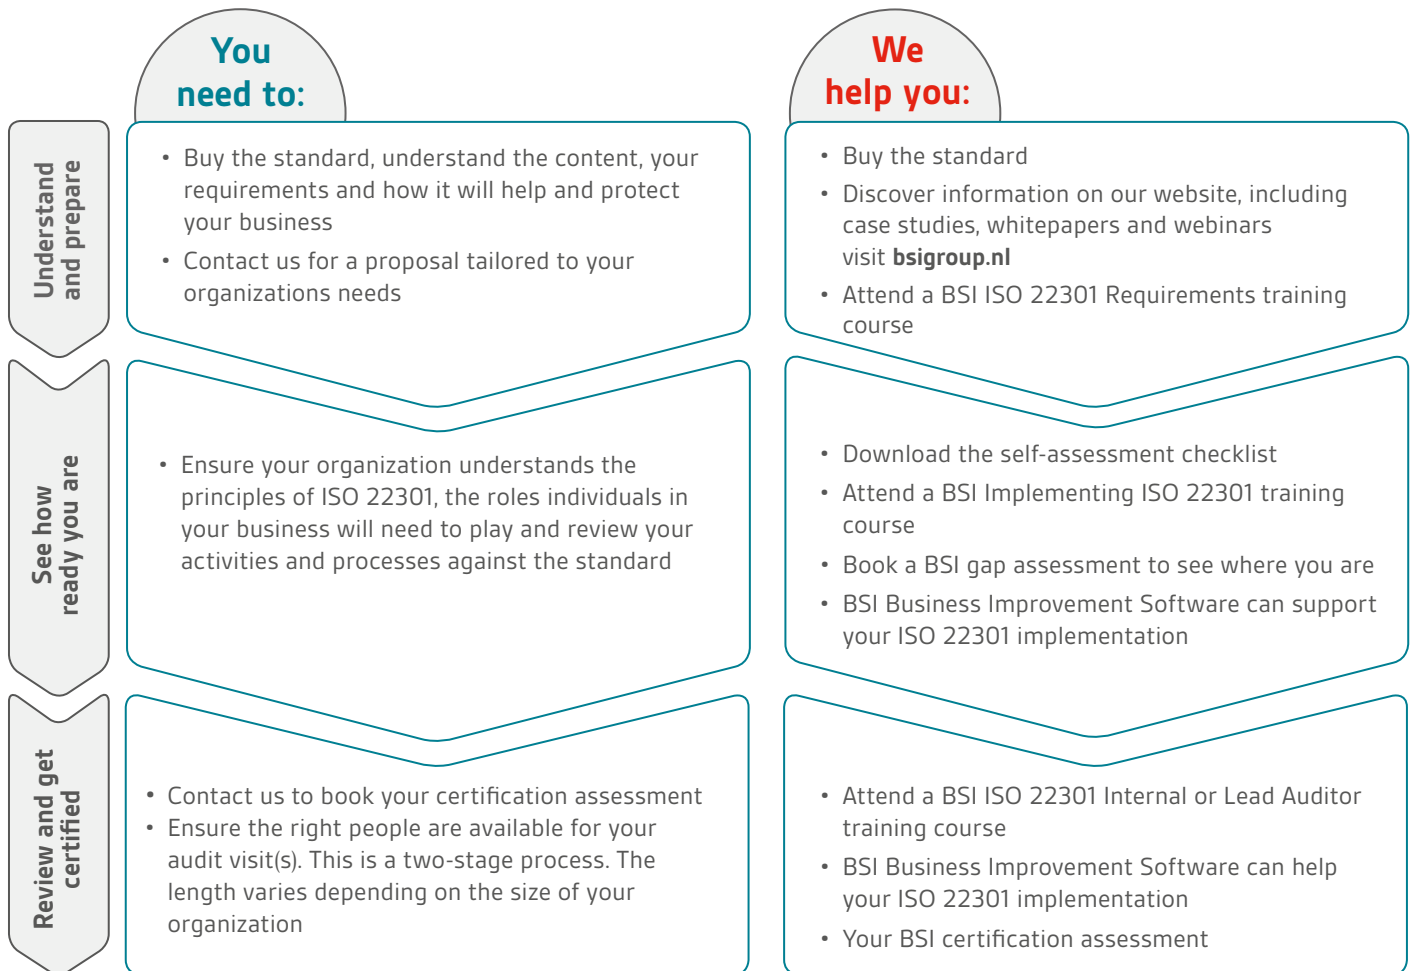 You
need to:
We
help you:
Understand
and prepare
• Buy the standard, understand the content, your
requirements and how it will help and protect
your business
• Contact us for a proposal tailored to your
organizations needs
• Buy the standard
• Discover information on our website, including
case studies, whitepapers and webinars
visit bsigroup.nl
• Attend a BSI ISO 22301 Requirements training
course
See how
ready you are
• Ensure your organization understands the
principles of ISO 22301, the roles individuals in
your business will need to play and review your
activities and processes against the standard
• Download the self-assessment checklist
• Attend a BSI Implementing ISO 22301 training
course
• Book a BSI gap assessment to see where you are
• BSI Business Improvement Software can support
your ISO 22301 implementation
Review and get
certified
• Contact us to book your certification assessment
• Ensure the right people are available for your
audit visit(s). This is a two-stage process. The
length varies depending on the size of your
organization
• Attend a BSI ISO 22301 Internal or Lead Auditor
training course
• BSI Business Improvement Software can help
your ISO 22301 implementation
• Your BSI certification assessment